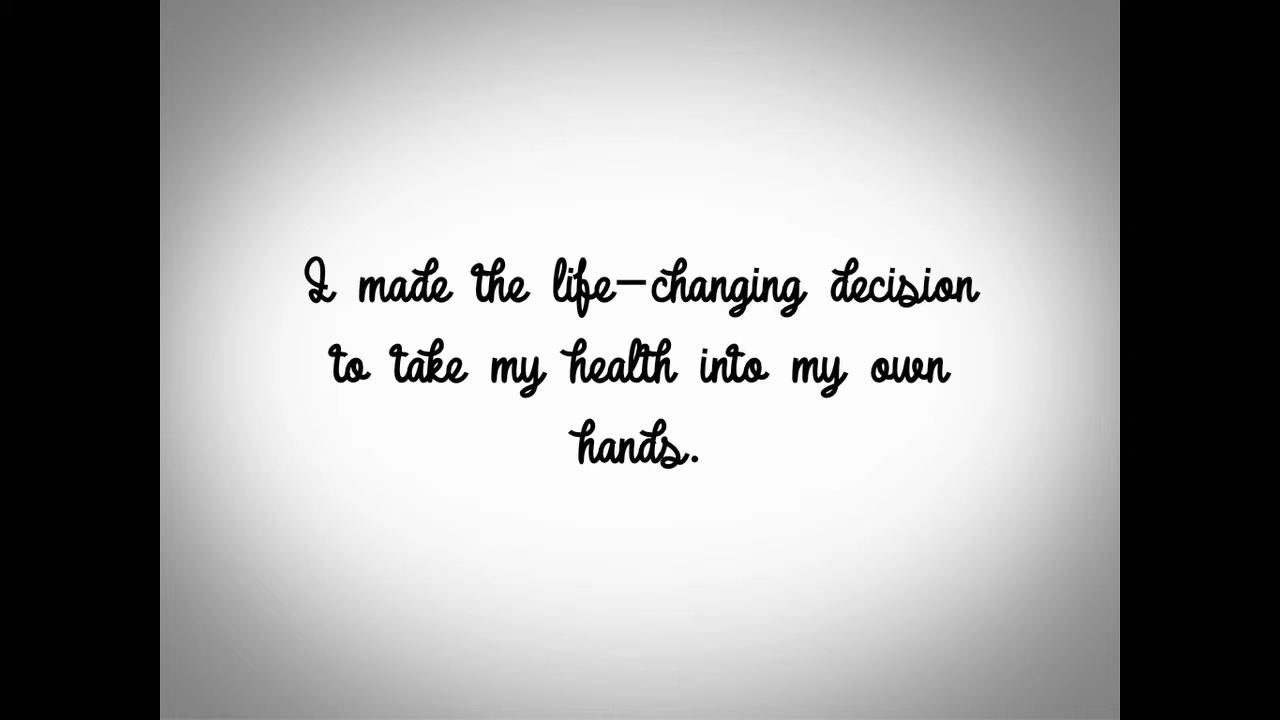 I made the life-changing decision
to take my health into my own
hands.